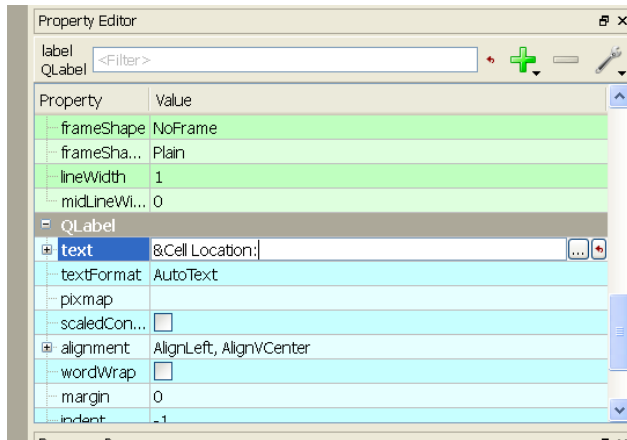 Property Editor
label
QLabel
<Filter>
Property Value
frameShape NoFrame
frameSha... Plain
lineWidth 1
midLineWi... 0
QLabel
text &Cell Location: ...
textFormat AutoText
pixmap
scaledCon...
alignment AlignLeft, AlignVCenter
wordWrap
margin 0
indent -1